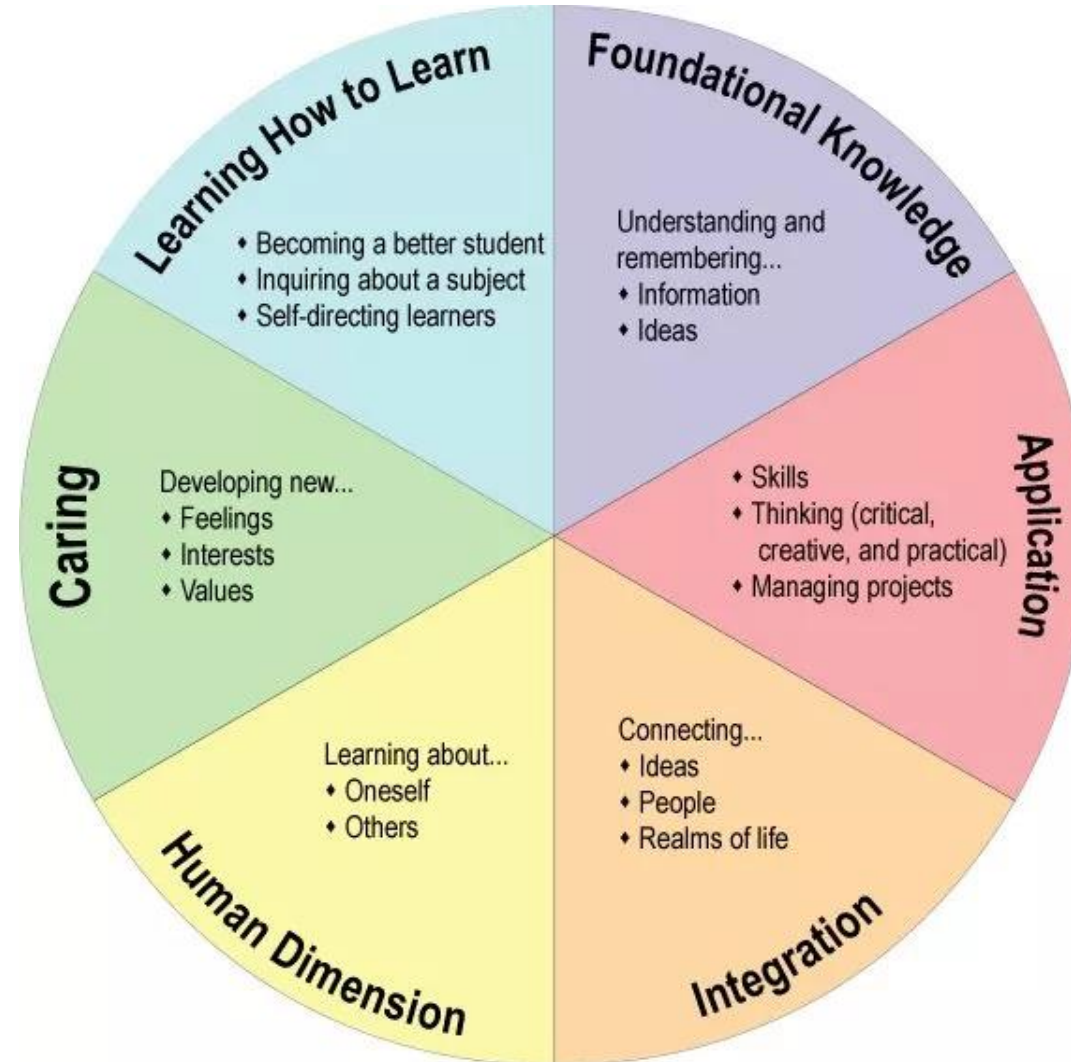 Foundational Knowledge
Understanding and
remembering...
♦ Information
♦ Ideas
Application
♦ Skills
♦ Thinking (critical,
creative, and practical)
♦ Managing projects
Integration
Connecting...
♦ Ideas
♦ People
♦ Realms of life
Human Dimension
Learning about...
♦ Oneself
♦ Others
Caring
Developing new...
♦ Feelings
♦ Interests
♦ Values
Learning How to Learn
♦ Becoming a better student
♦ Inquiring about a subject
♦ Self-directing learners